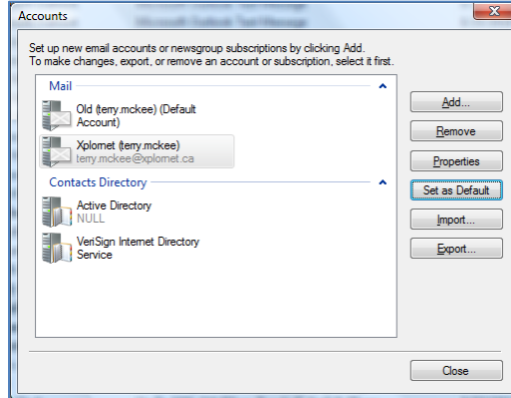 Accounts
Set up new email accounts or newsgroup subscriptions by clicking Add.
To make changes, export, or remove an account or subscription, select it first.
Mail
Old (terry.mckee) (Default
Account)
Xplornet (terry.mckee)
terry.mckee@xplornet.ca
Contacts Directory
Active Directory
NULL
VeriSign Internet Directory
Service
Add...
Remove
Properties
Set as Default
Import...
Export...
Close